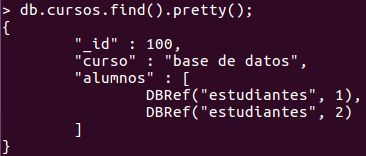 > db.cursos.find().pretty();
{
        "_id" : 100,
        "curso" : "base de datos",
        "alumnos" : [
                DBRef("estudiantes", 1),
                DBRef("estudiantes", 2)
        ]
}